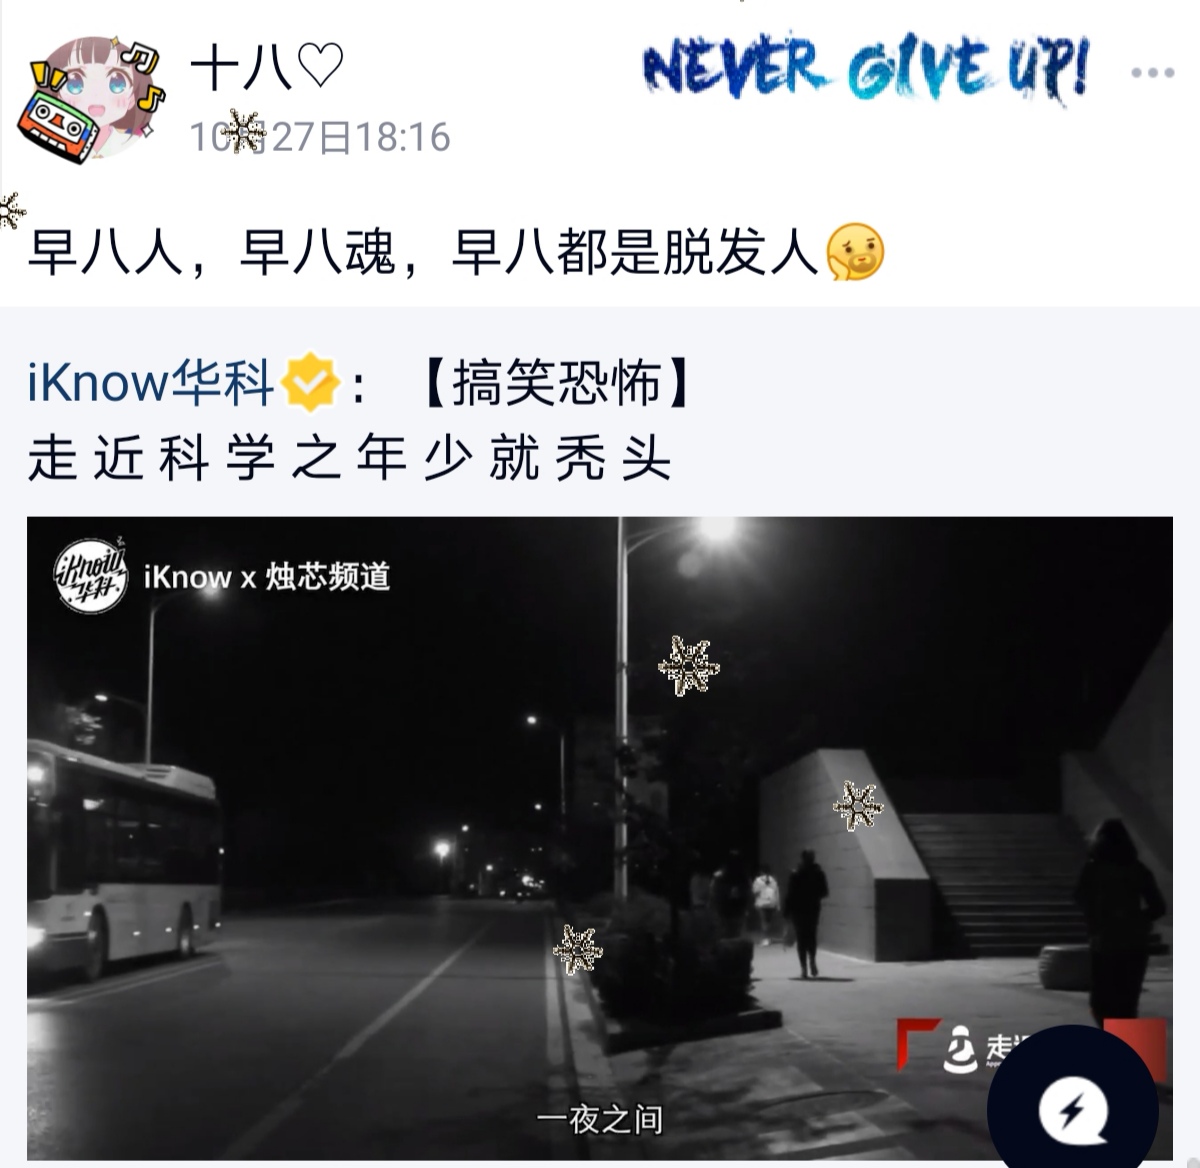 十八♡
NEVER GIVE UP!
10月27日18:16
早八人，早八魂，早八都是脱发人
iKnow华科：【搞笑恐怖】
走近科学之年少就秃头
iKnow华科
iKnow x 烛芯频道
走
一夜之间